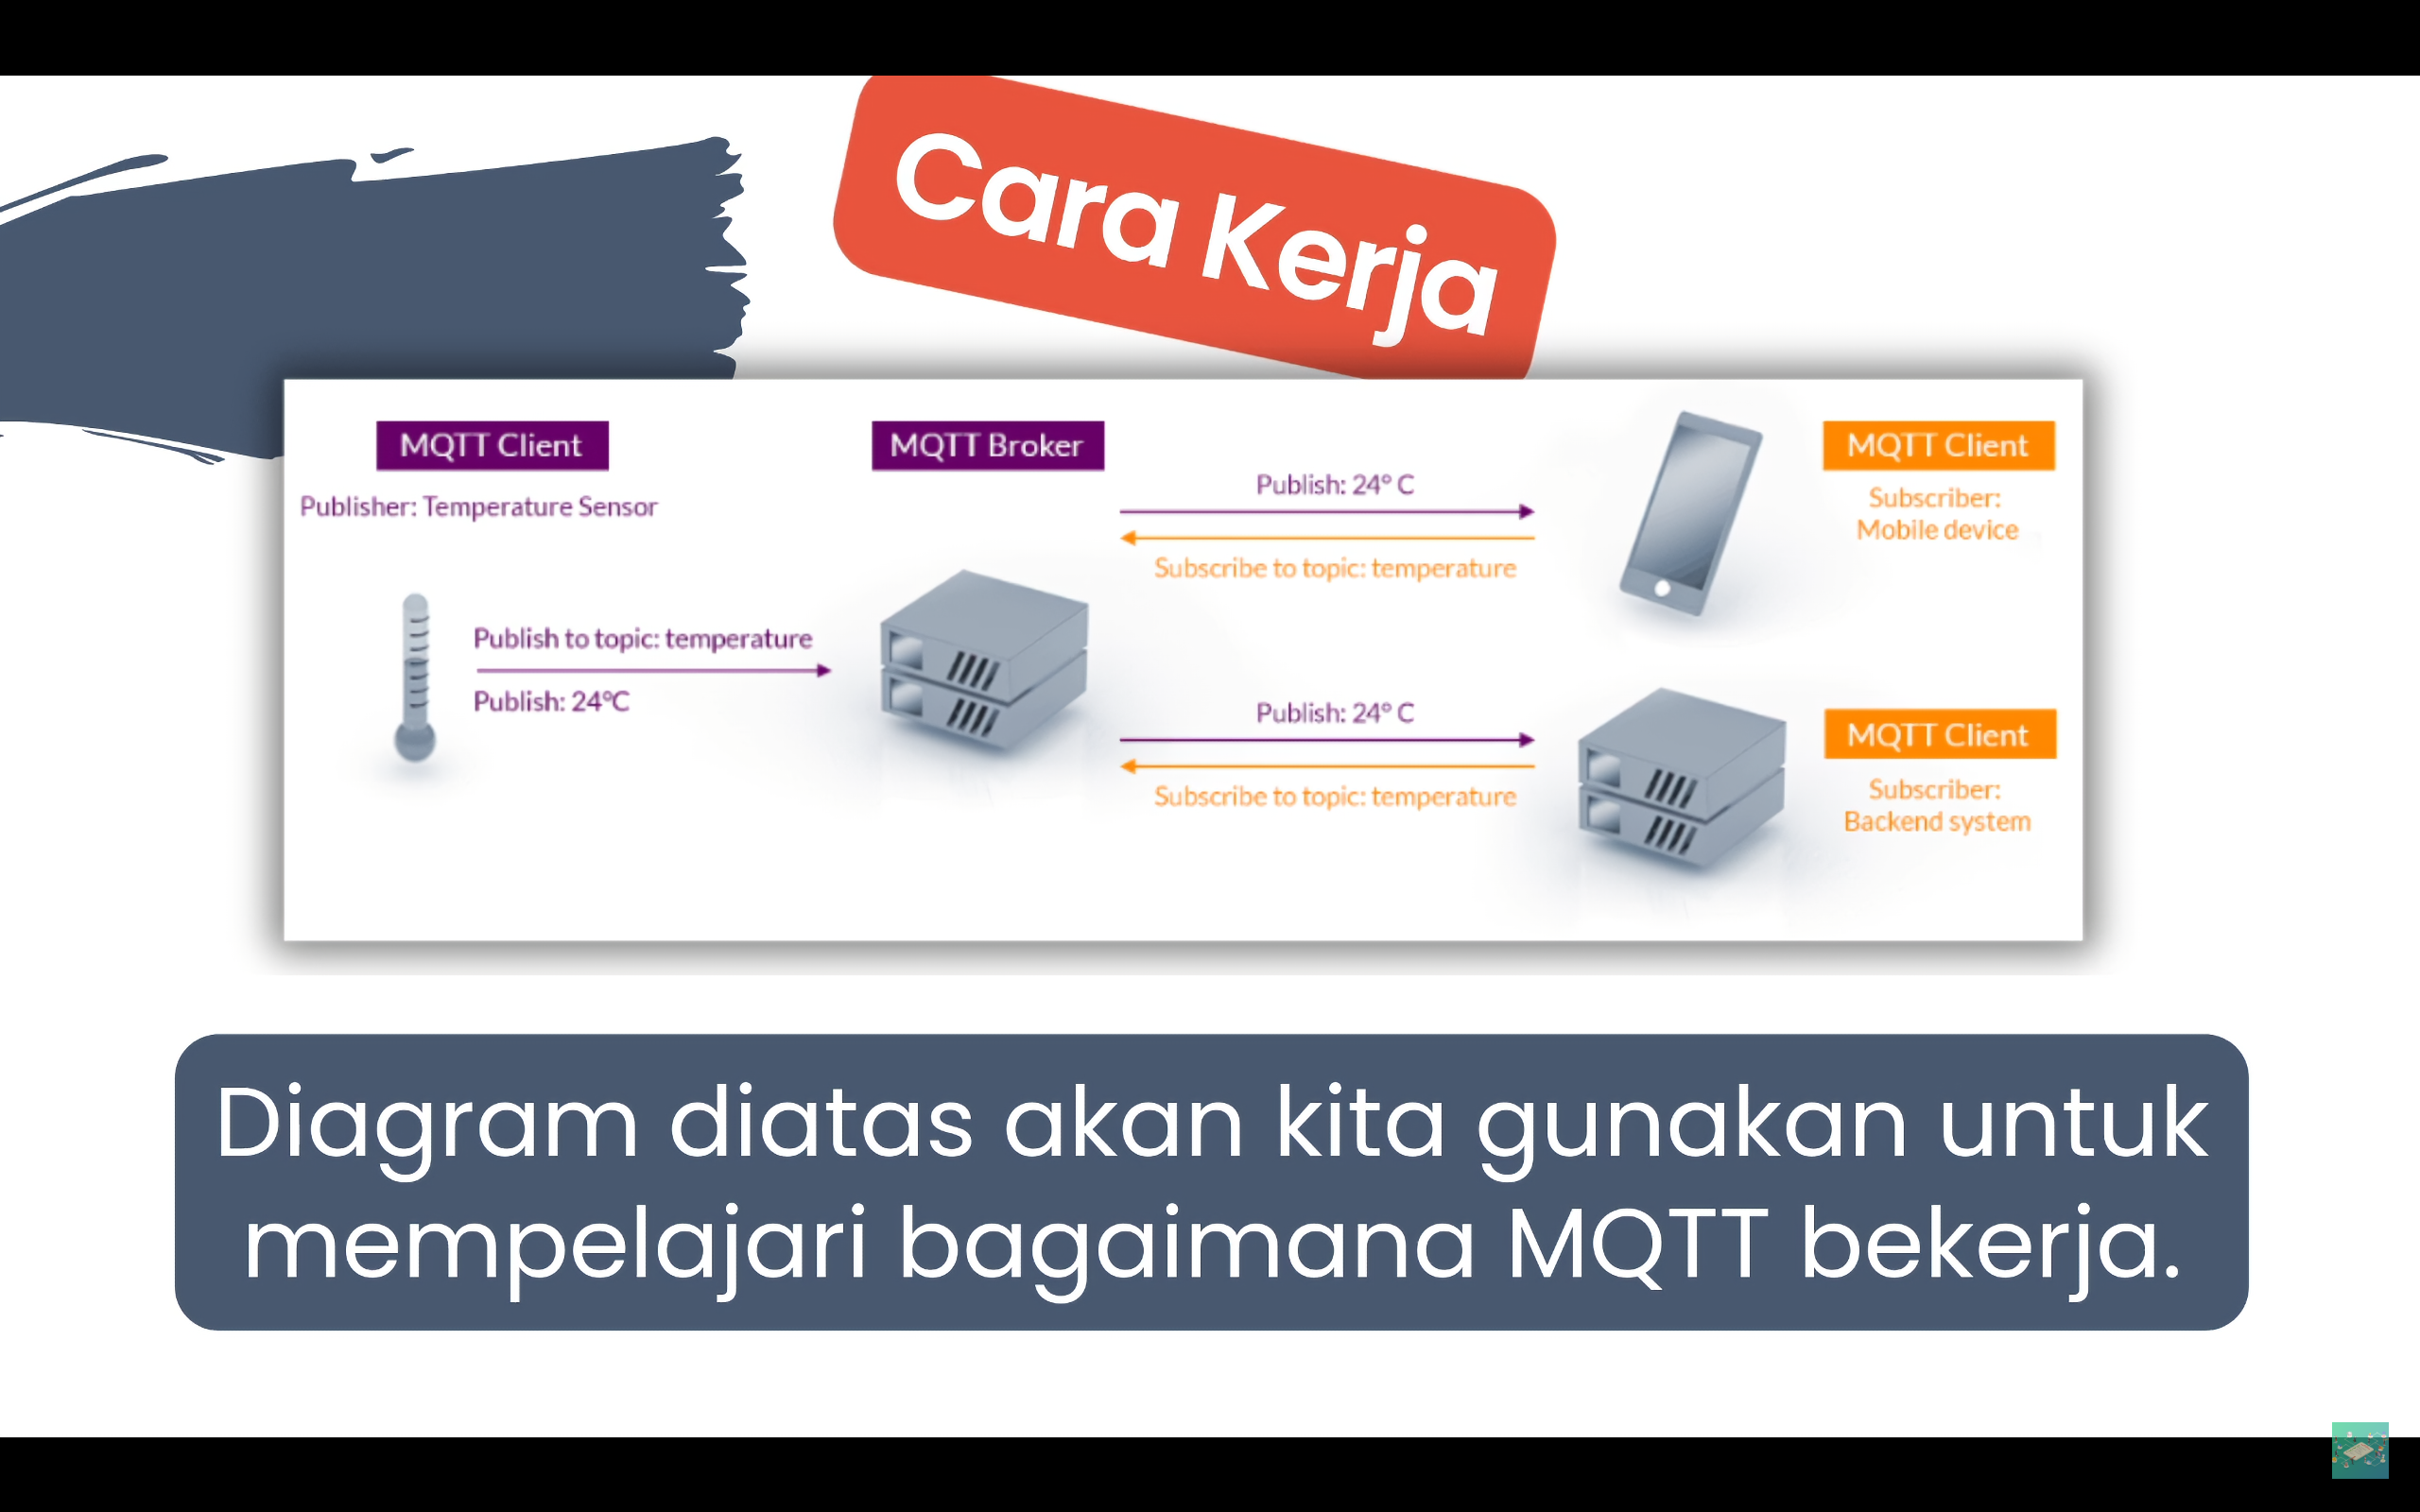 Cara Kerja
MQTT Client
Publisher: Temperature Sensor
Publish to topic: temperature
Publish: 24°C
MQTT Broker
Publish: 24° C
Subscribe to topic: temperature
MQTT Client
Subscriber:
Mobile device
Publish: 24° C
Subscribe to topic: temperature
MQTT Client
Subscriber:
Backend system
Diagram diatas akan kita gunakan untuk
mempelajari bagaimana MQTT bekerja.